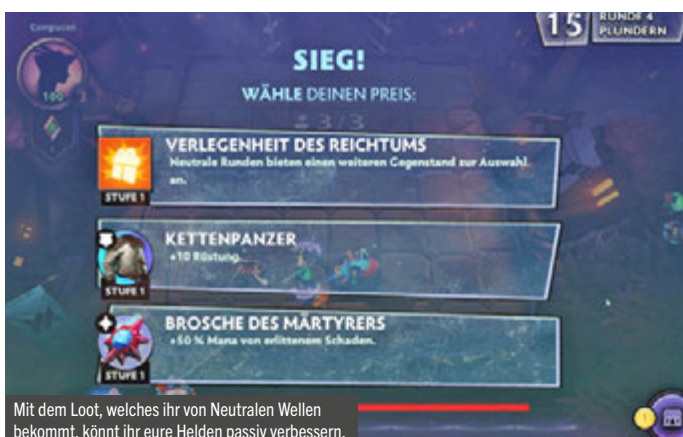 Computer
15
RUNDE 4
PLÜNDERN
100
SIEG!
WÄHLE DEINEN PREIS:
3/3
VERLEGENHEIT DES REICHTUMS
Neutrale Runden bieten einen weiteren Gegenstand zur Auswahl
an.
STUFE 1
KETTENPANZER
+10 Rüstung.
STUFE 1
BROSCHE DES MÄRTYRERS
+50 % Mana von erlittenem Schaden.
STUFE 1
Mit dem Loot, welches ihr von Neutralen Wellen
bekommt, könnt ihr eure Helden passiv verbessern.